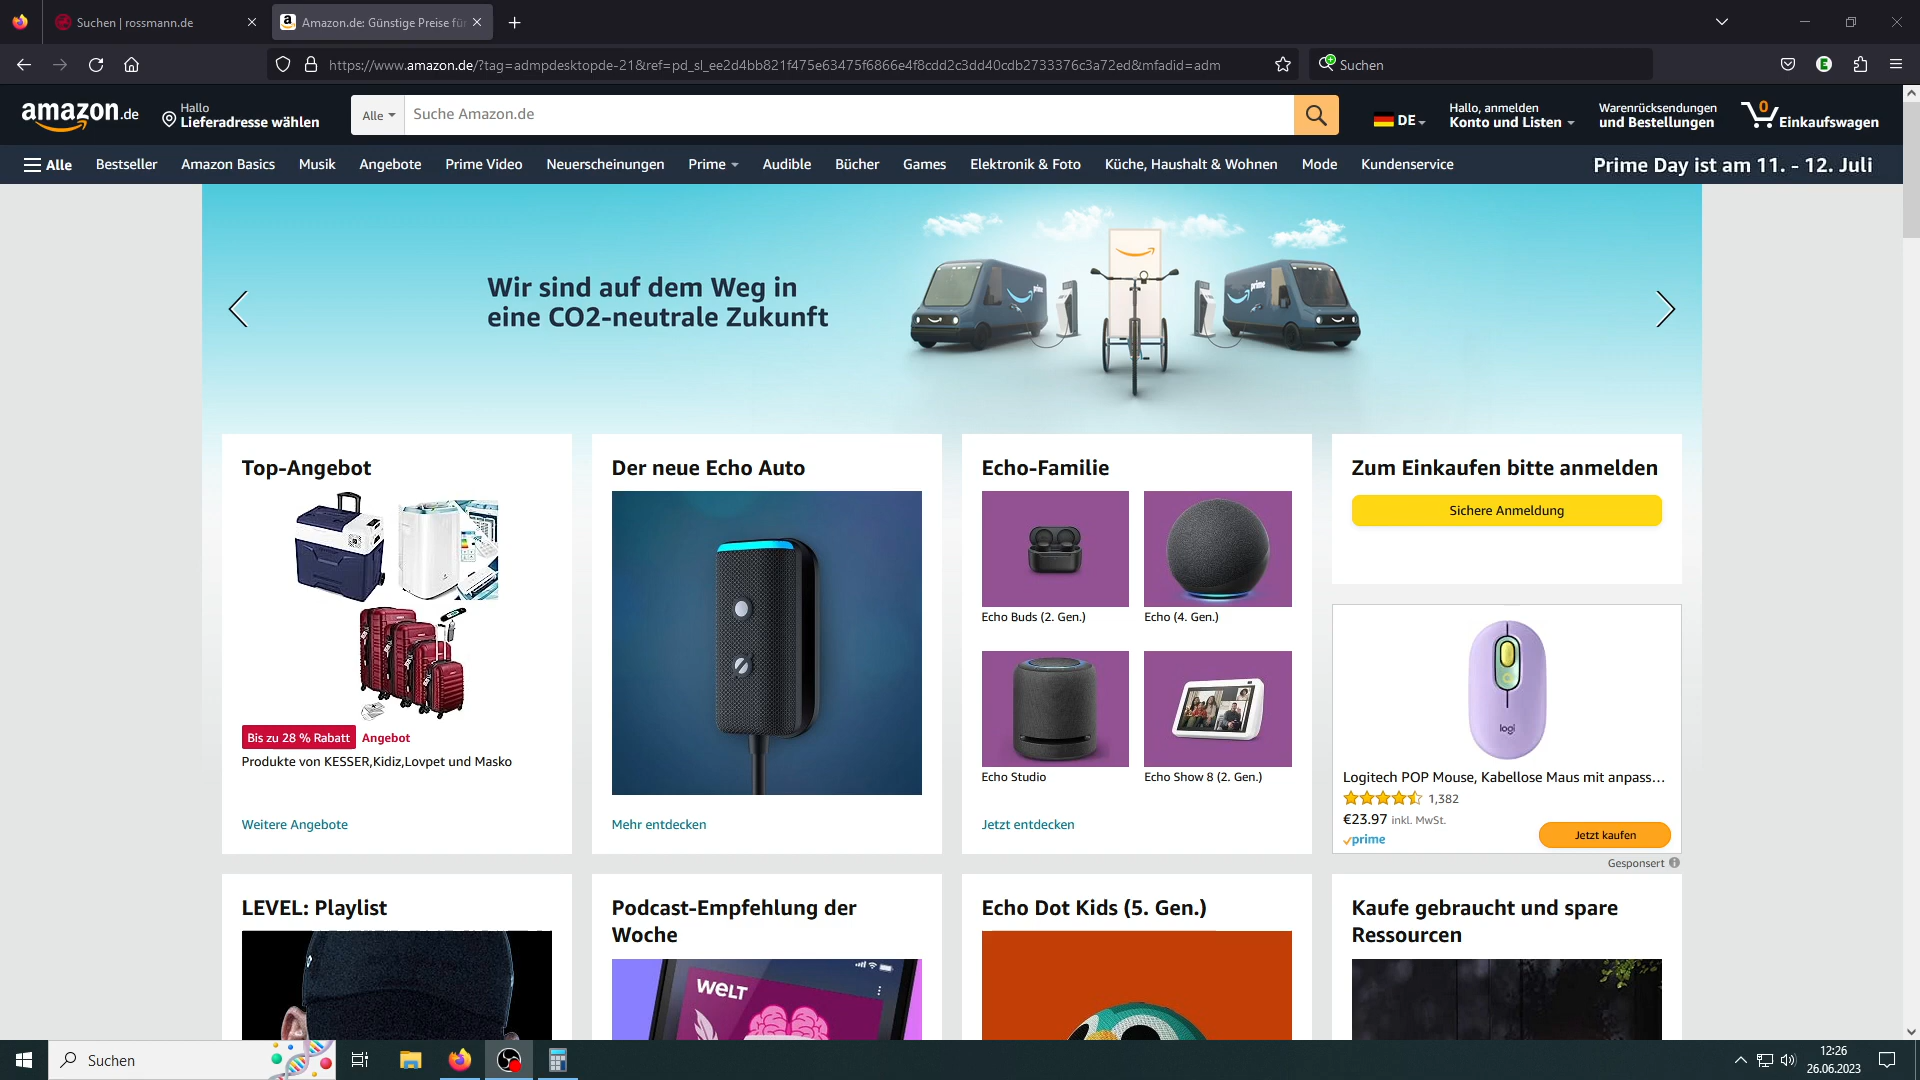 Suchen | rossmann.de
Amazon.de: Günstige Preise für
https://www.amazon.de/?tag=admpdesktopde-21&ref=pd_sl_ee2d4bb821f475e63475f6866e4f8cdd2c3dd40cdb2733376c3a72ed&mfadid=adm
Suchen
amazon.de
Hallo
Lieferadresse wählen
Alle
Suche Amazon.de
DE
Hallo, anmelden
Konto und Listen
Warenrücksendungen
und Bestellungen
0
Einkaufswagen
Alle
Bestseller
Amazon Basics
Musik
Angebote
Prime Video
Neuerscheinungen
Prime
Audible
Bücher
Games
Elektronik & Foto
Küche, Haushalt & Wohnen
Mode
Kundenservice
Prime Day ist am 11. - 12. Juli
Wir sind auf dem Weg in
eine CO2-neutrale Zukunft
prime
prime
Top-Angebot
Bis zu 28 % Rabatt Angebot
Produkte von KESSER,Kidiz,Lovpet und Masko
Weitere Angebote
Der neue Echo Auto
Mehr entdecken
Echo-Familie
Echo Buds (2. Gen.)
Echo (4. Gen.)
Echo Studio
Echo Show 8 (2. Gen.)
Jetzt entdecken
Zum Einkaufen bitte anmelden
Sichere Anmeldung
logi
Logitech POP Mouse, Kabellose Maus mit anpass…
1,382
€23.97 inkl. MwSt.
prime
Jetzt kaufen
Gesponsert
LEVEL: Playlist
Podcast-Empfehlung der
Woche
WELT
Echo Dot Kids (5. Gen.)
Kaufe gebraucht und spare
Ressourcen
Suchen
12:26
26.06.2023